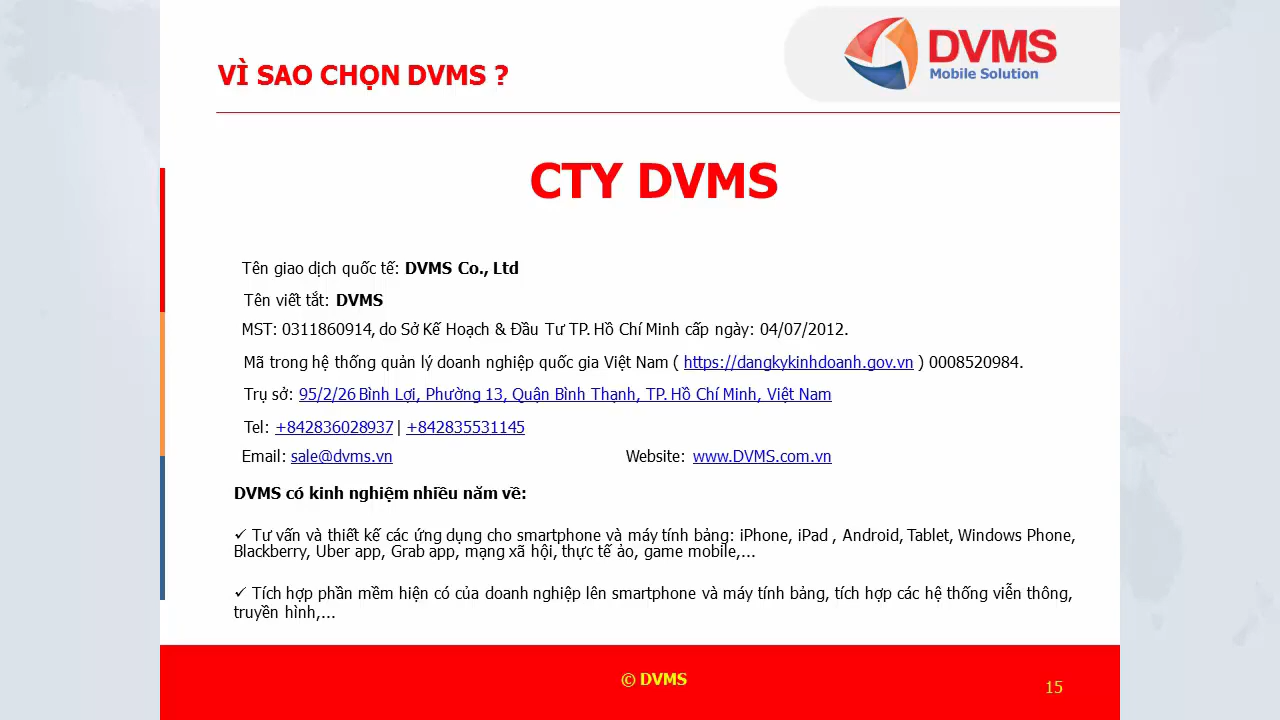 VÌ SAO CHỌN DVMS ?
DVMS
Mobile Solution
CTY DVMS
Tên giao dịch quốc tế: DVMS Co., Ltd
Tên viết tắt: DVMS
MST: 0311860914, do Sở Kế Hoạch & Đầu Tư TP. Hồ Chí Minh cấp ngày: 04/07/2012.
Mã trong hệ thống quản lý doanh nghiệp quốc gia Việt Nam ( https://dangkykinhdoanh.gov.vn ) 0008520984.
Trụ sở: 95/2/26 Bình Lợi, Phường 13, Quận Bình Thạnh, TP. Hồ Chí Minh, Việt Nam
Tel: +842836028937 | +842835531145
Email: sale@dvms.vn Website: www.DVMS.com.vn
DVMS có kinh nghiệm nhiều năm về:
✓ Tư vấn và thiết kế các ứng dụng cho smartphone và máy tính bảng: iPhone, iPad , Android, Tablet, Windows Phone,
Blackberry, Uber app, Grab app, mạng xã hội, thực tế ảo, game mobile,...
✓ Tích hợp phần mềm hiện có của doanh nghiệp lên smartphone và máy tính bảng, tích hợp các hệ thống viễn thông,
truyền hình,...
© DVMS
15